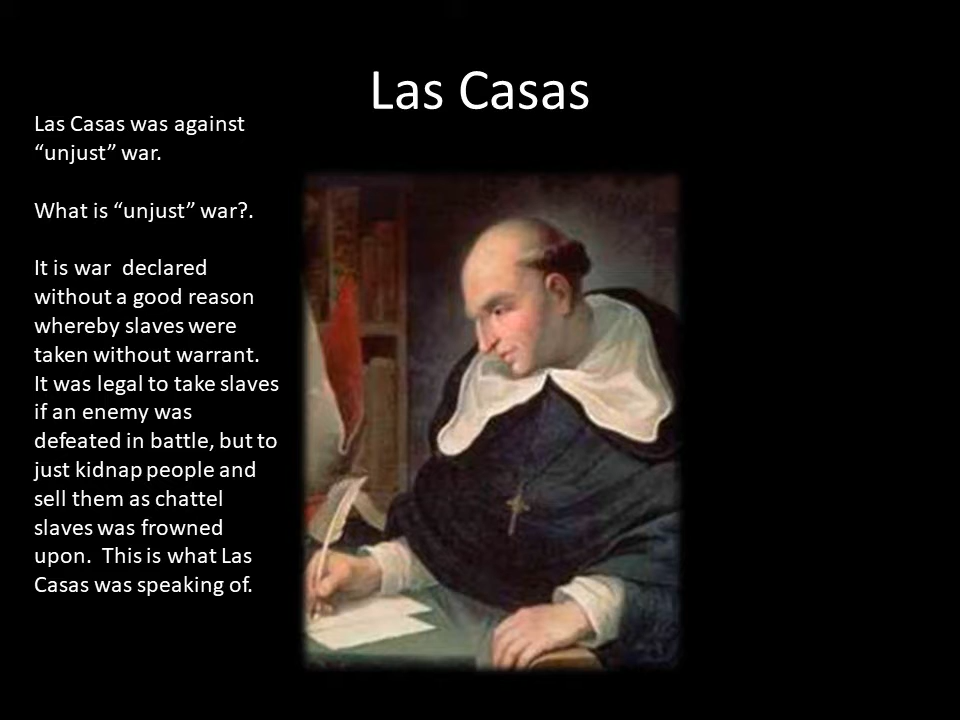 Las Casas
Las Casas was against
“unjust” war.
What is “unjust” war?.
It is war  declared
without a good reason
whereby slaves were
taken without warrant.
It was legal to take slaves
if an enemy was
defeated in battle, but to
just kidnap people and
sell them as chattel
slaves was frowned
upon.  This is what Las
Casas was speaking of.